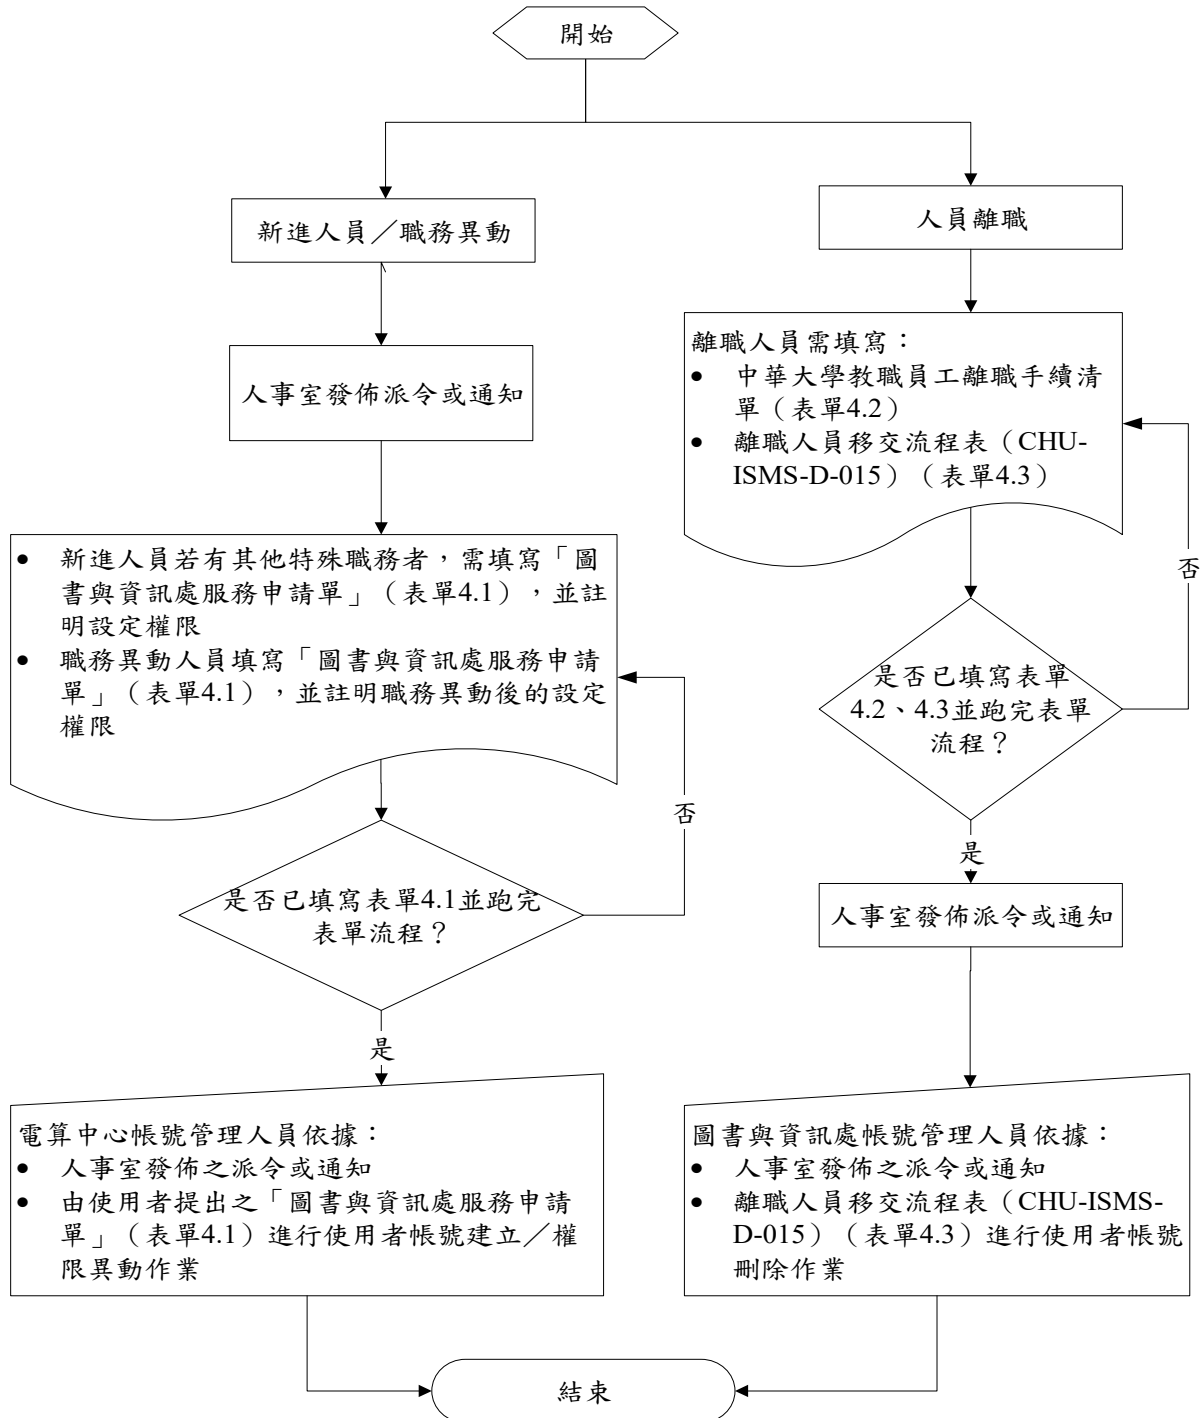 開始
新進人員／職務異動
人事室發佈派令或通知
• 新進人員若有其他特殊職務者，需填寫「圖
書與資訊處服務申請單」（表單4.1），並註
明設定權限
• 職務異動人員填寫「圖書與資訊處服務申請
單」（表單4.1），並註明職務異動後的設定
權限
是否已填寫表單4.1並跑完
表單流程？
否
是
電算中心帳號管理人員依據：
• 人事室發佈之派令或通知
• 由使用者提出之「圖書與資訊處服務申請
單」（表單4.1）進行使用者帳號建立／權
限異動作業
人員離職
離職人員需填寫：
• 中華大學教職員工離職手續清
單（表單4.2）
• 離職人員移交流程表（CHU-
ISMS-D-015）（表單4.3）
是否已填寫表單
4.2、4.3並跑完表單
流程？
否
是
人事室發佈派令或通知
圖書與資訊處帳號管理人員依據：
• 人事室發佈之派令或通知
• 離職人員移交流程表（CHU-ISMS-
D-015）（表單4.3）進行使用者帳號
刪除作業
結束